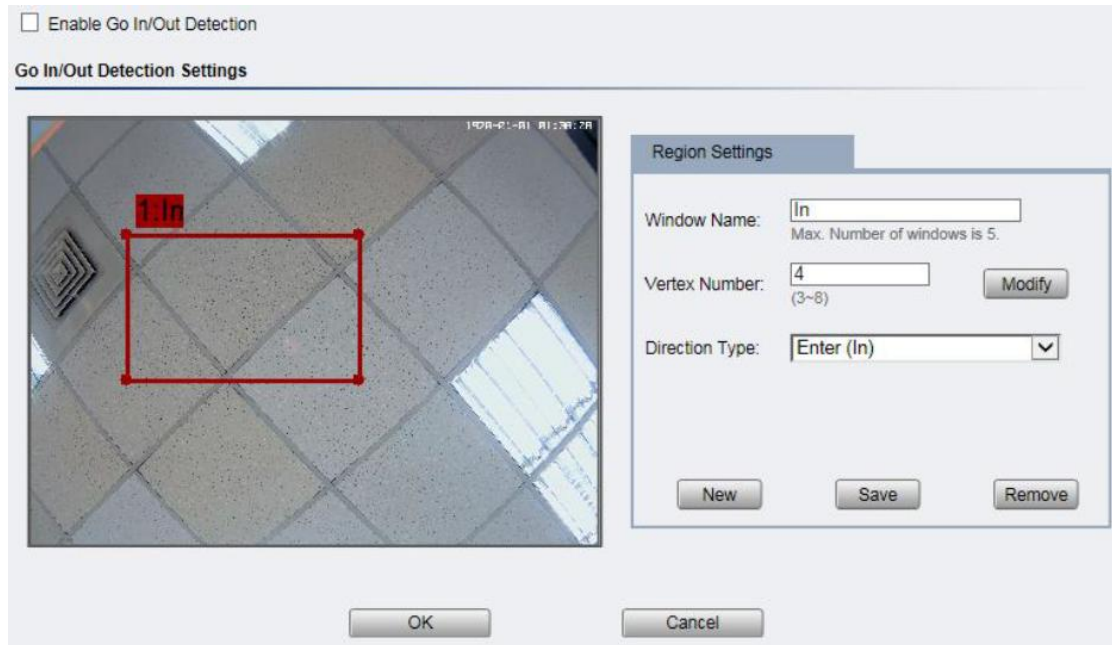 Enable Go In/Out Detection
Go In/Out Detection Settings
1:In
Region Settings
Window Name: In
Max. Number of windows is 5.
Vertex Number: 4 Modify
(3~8)
Direction Type: Enter (In)
New Save Remove
OK Cancel